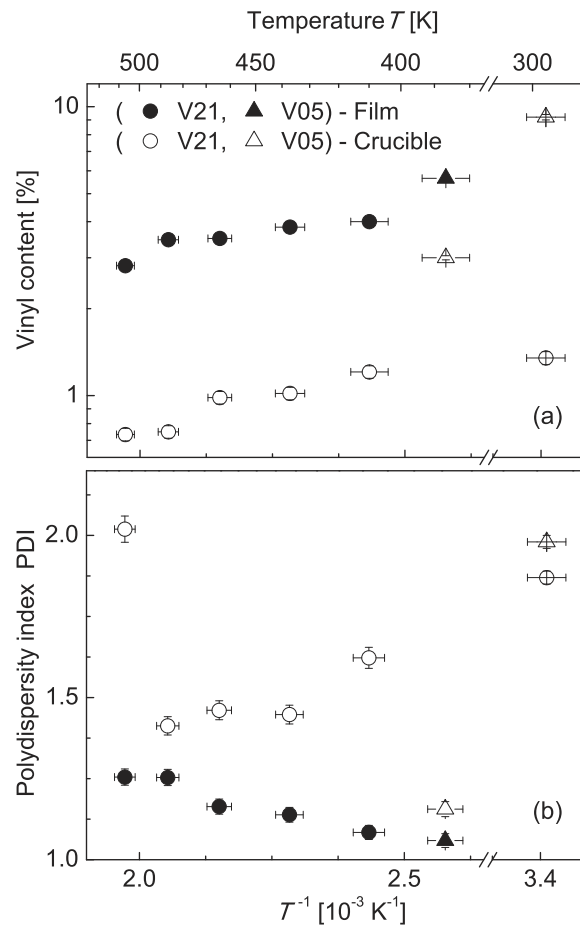 Temperature T [K]
500 450 400 350 300
Vinyl content [%]
10
1
( ● V21, ▲ V05) - Film
( ○ V21, △ V05) - Crucible
(a)
Polydispersity index PDI
2.0
1.5
1.0
(b)
2.0 2.5 3.4
T⁻¹ [10⁻³ K⁻¹]